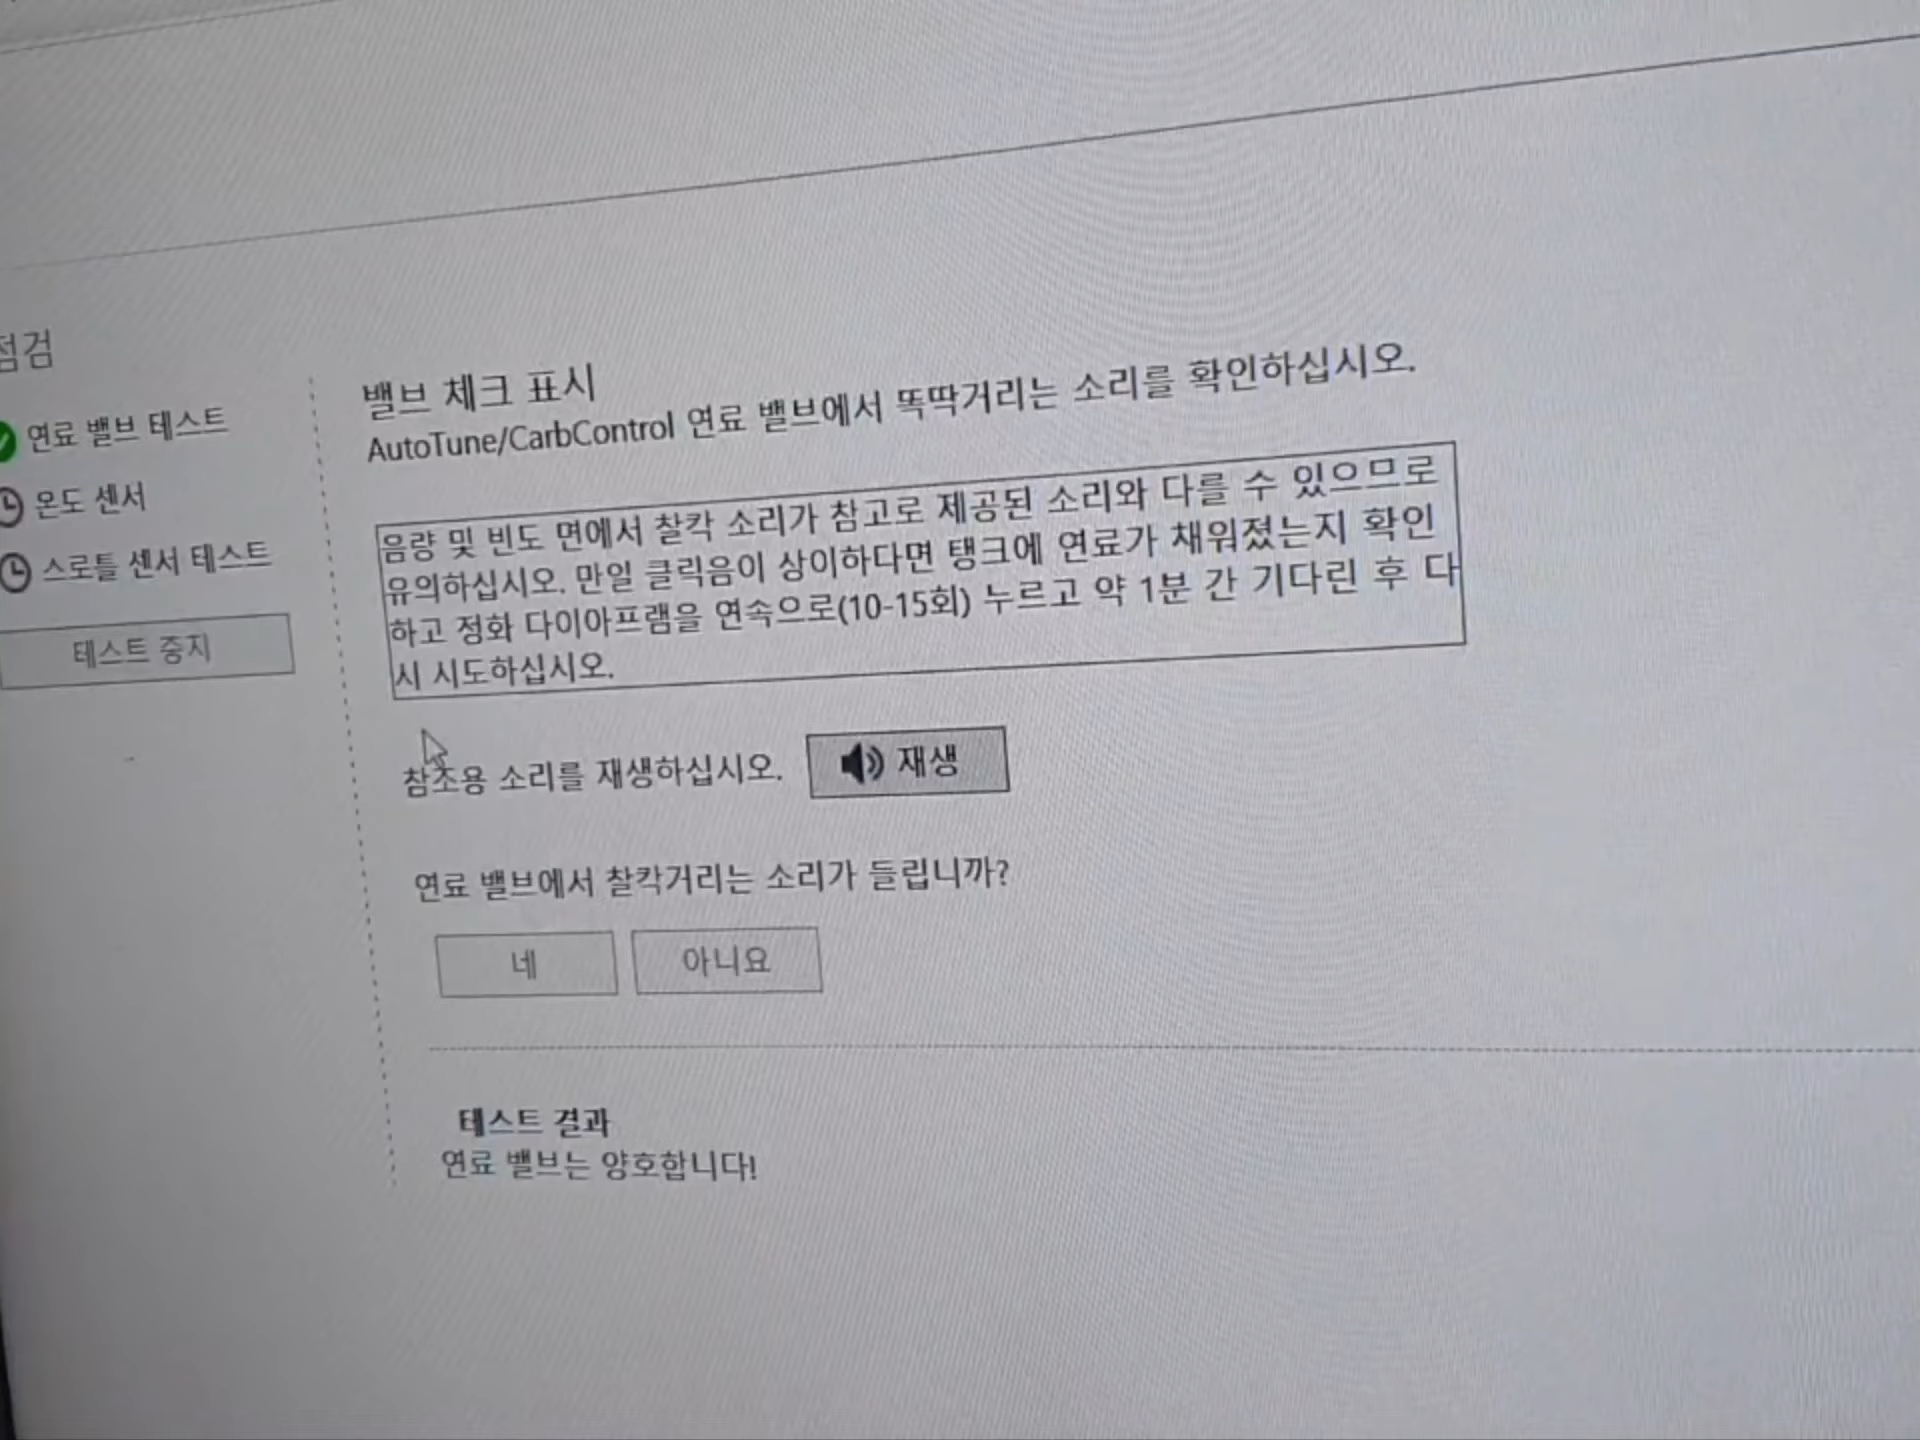 점검
연료 밸브 테스트
온도 센서
스로틀 센서 테스트
테스트 중지
밸브 체크 표시
AutoTune/CarbControl 연료 밸브에서 똑딱거리는 소리를 확인하십시오.
음량 및 빈도 면에서 찰칵 소리가 참고로 제공된 소리와 다를 수 있으므로
유의하십시오. 만일 클릭음이 상이하다면 탱크에 연료가 채워졌는지 확인
하고 정화 다이아프램을 연속으로(10-15회) 누르고 약 1분 간 기다린 후 다
시 시도하십시오.
참조용 소리를 재생하십시오.
재생
연료 밸브에서 찰칵거리는 소리가 들립니까?
네
아니요
테스트 결과
연료 밸브는 양호합니다!